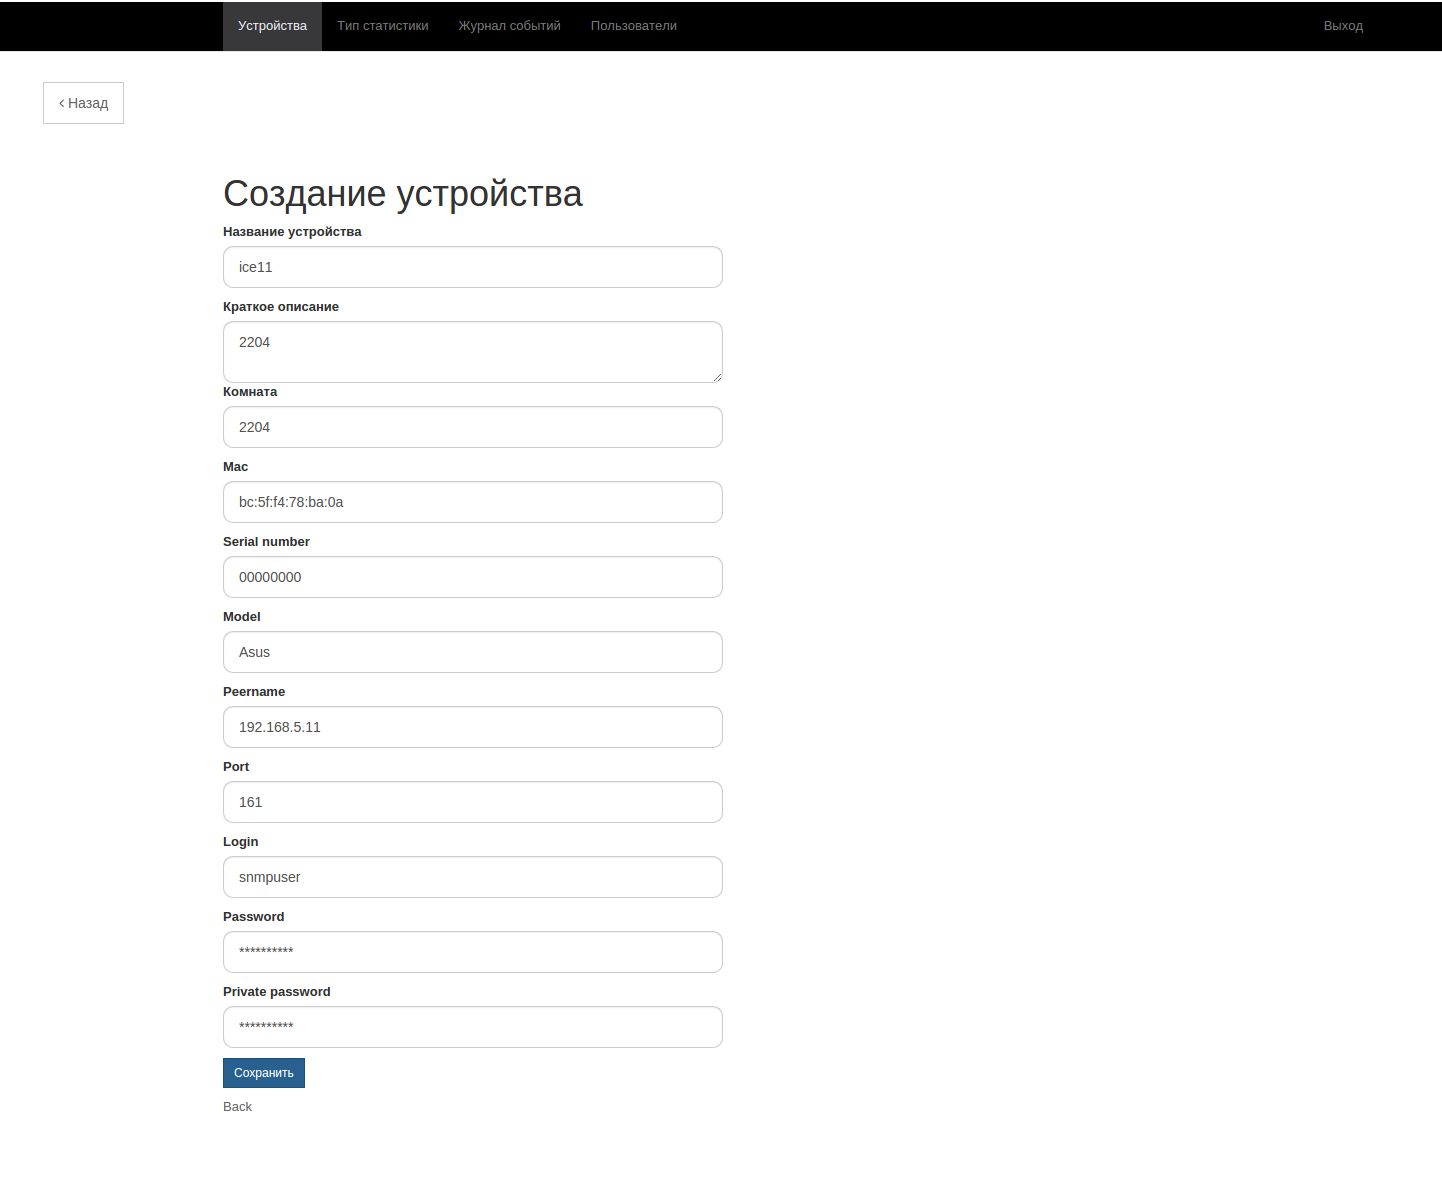 Устройства Тип статистики Журнал событий Пользователи Выход
‹ Назад
Создание устройства
Название устройства
ice11
Краткое описание
2204
Комната
2204
Mac
bc:5f:f4:78:ba:0a
Serial number
00000000
Model
Asus
Peername
192.168.5.11
Port
161
Login
snmpuser
Password
**********
Private password
**********
Сохранить
Back